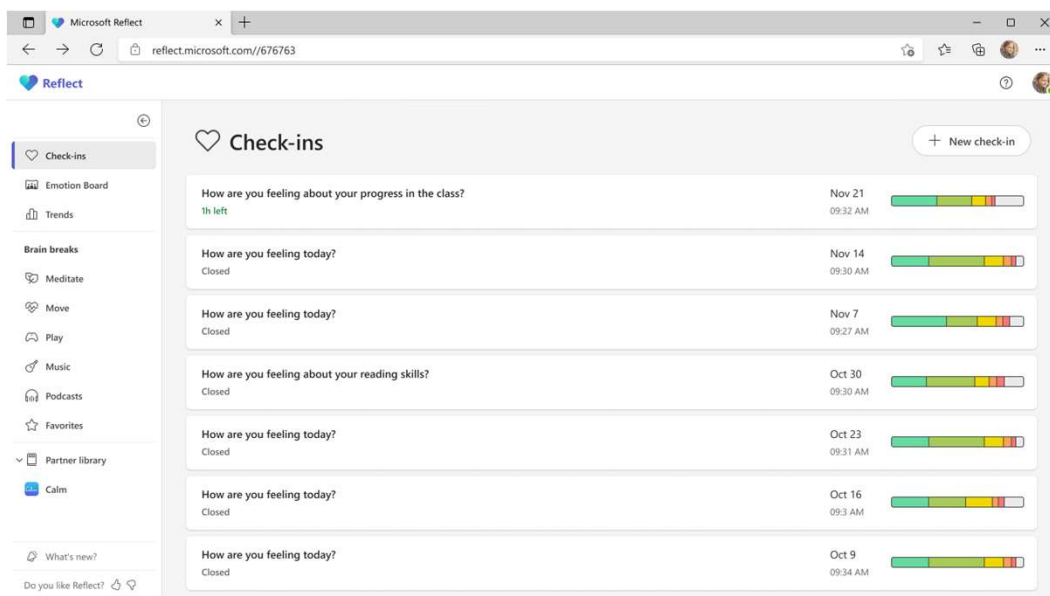 Microsoft Reflect
reflect.microsoft.com//676763
Reflect
Check-ins
Emotion Board
Trends
Brain breaks
Meditate
Move
Play
Music
Podcasts
Favorites
Partner library
Calm
What's new?
Do you like Reflect?
Check-ins
New check-in
How are you feeling about your progress in the class?
1h left
Nov 21
09:32 AM
How are you feeling today?
Closed
Nov 14
09:30 AM
How are you feeling today?
Closed
Nov 7
09:27 AM
How are you feeling about your reading skills?
Closed
Oct 30
09:30 AM
How are you feeling today?
Closed
Oct 23
09:31 AM
How are you feeling today?
Closed
Oct 16
09:3 AM
How are you feeling today?
Closed
Oct 9
09:34 AM